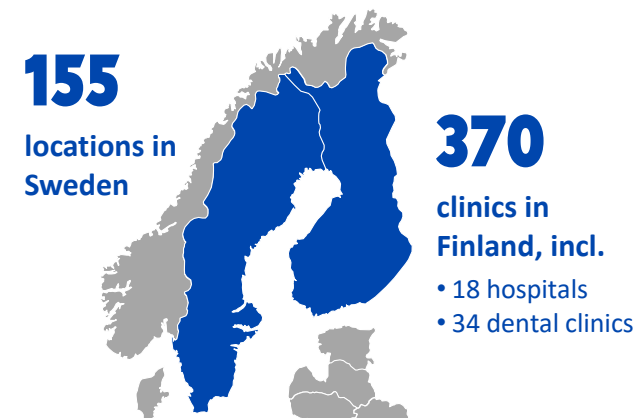 155
locations in
Sweden
370
clinics in
Finland, incl.
• 18 hospitals
• 34 dental clinics